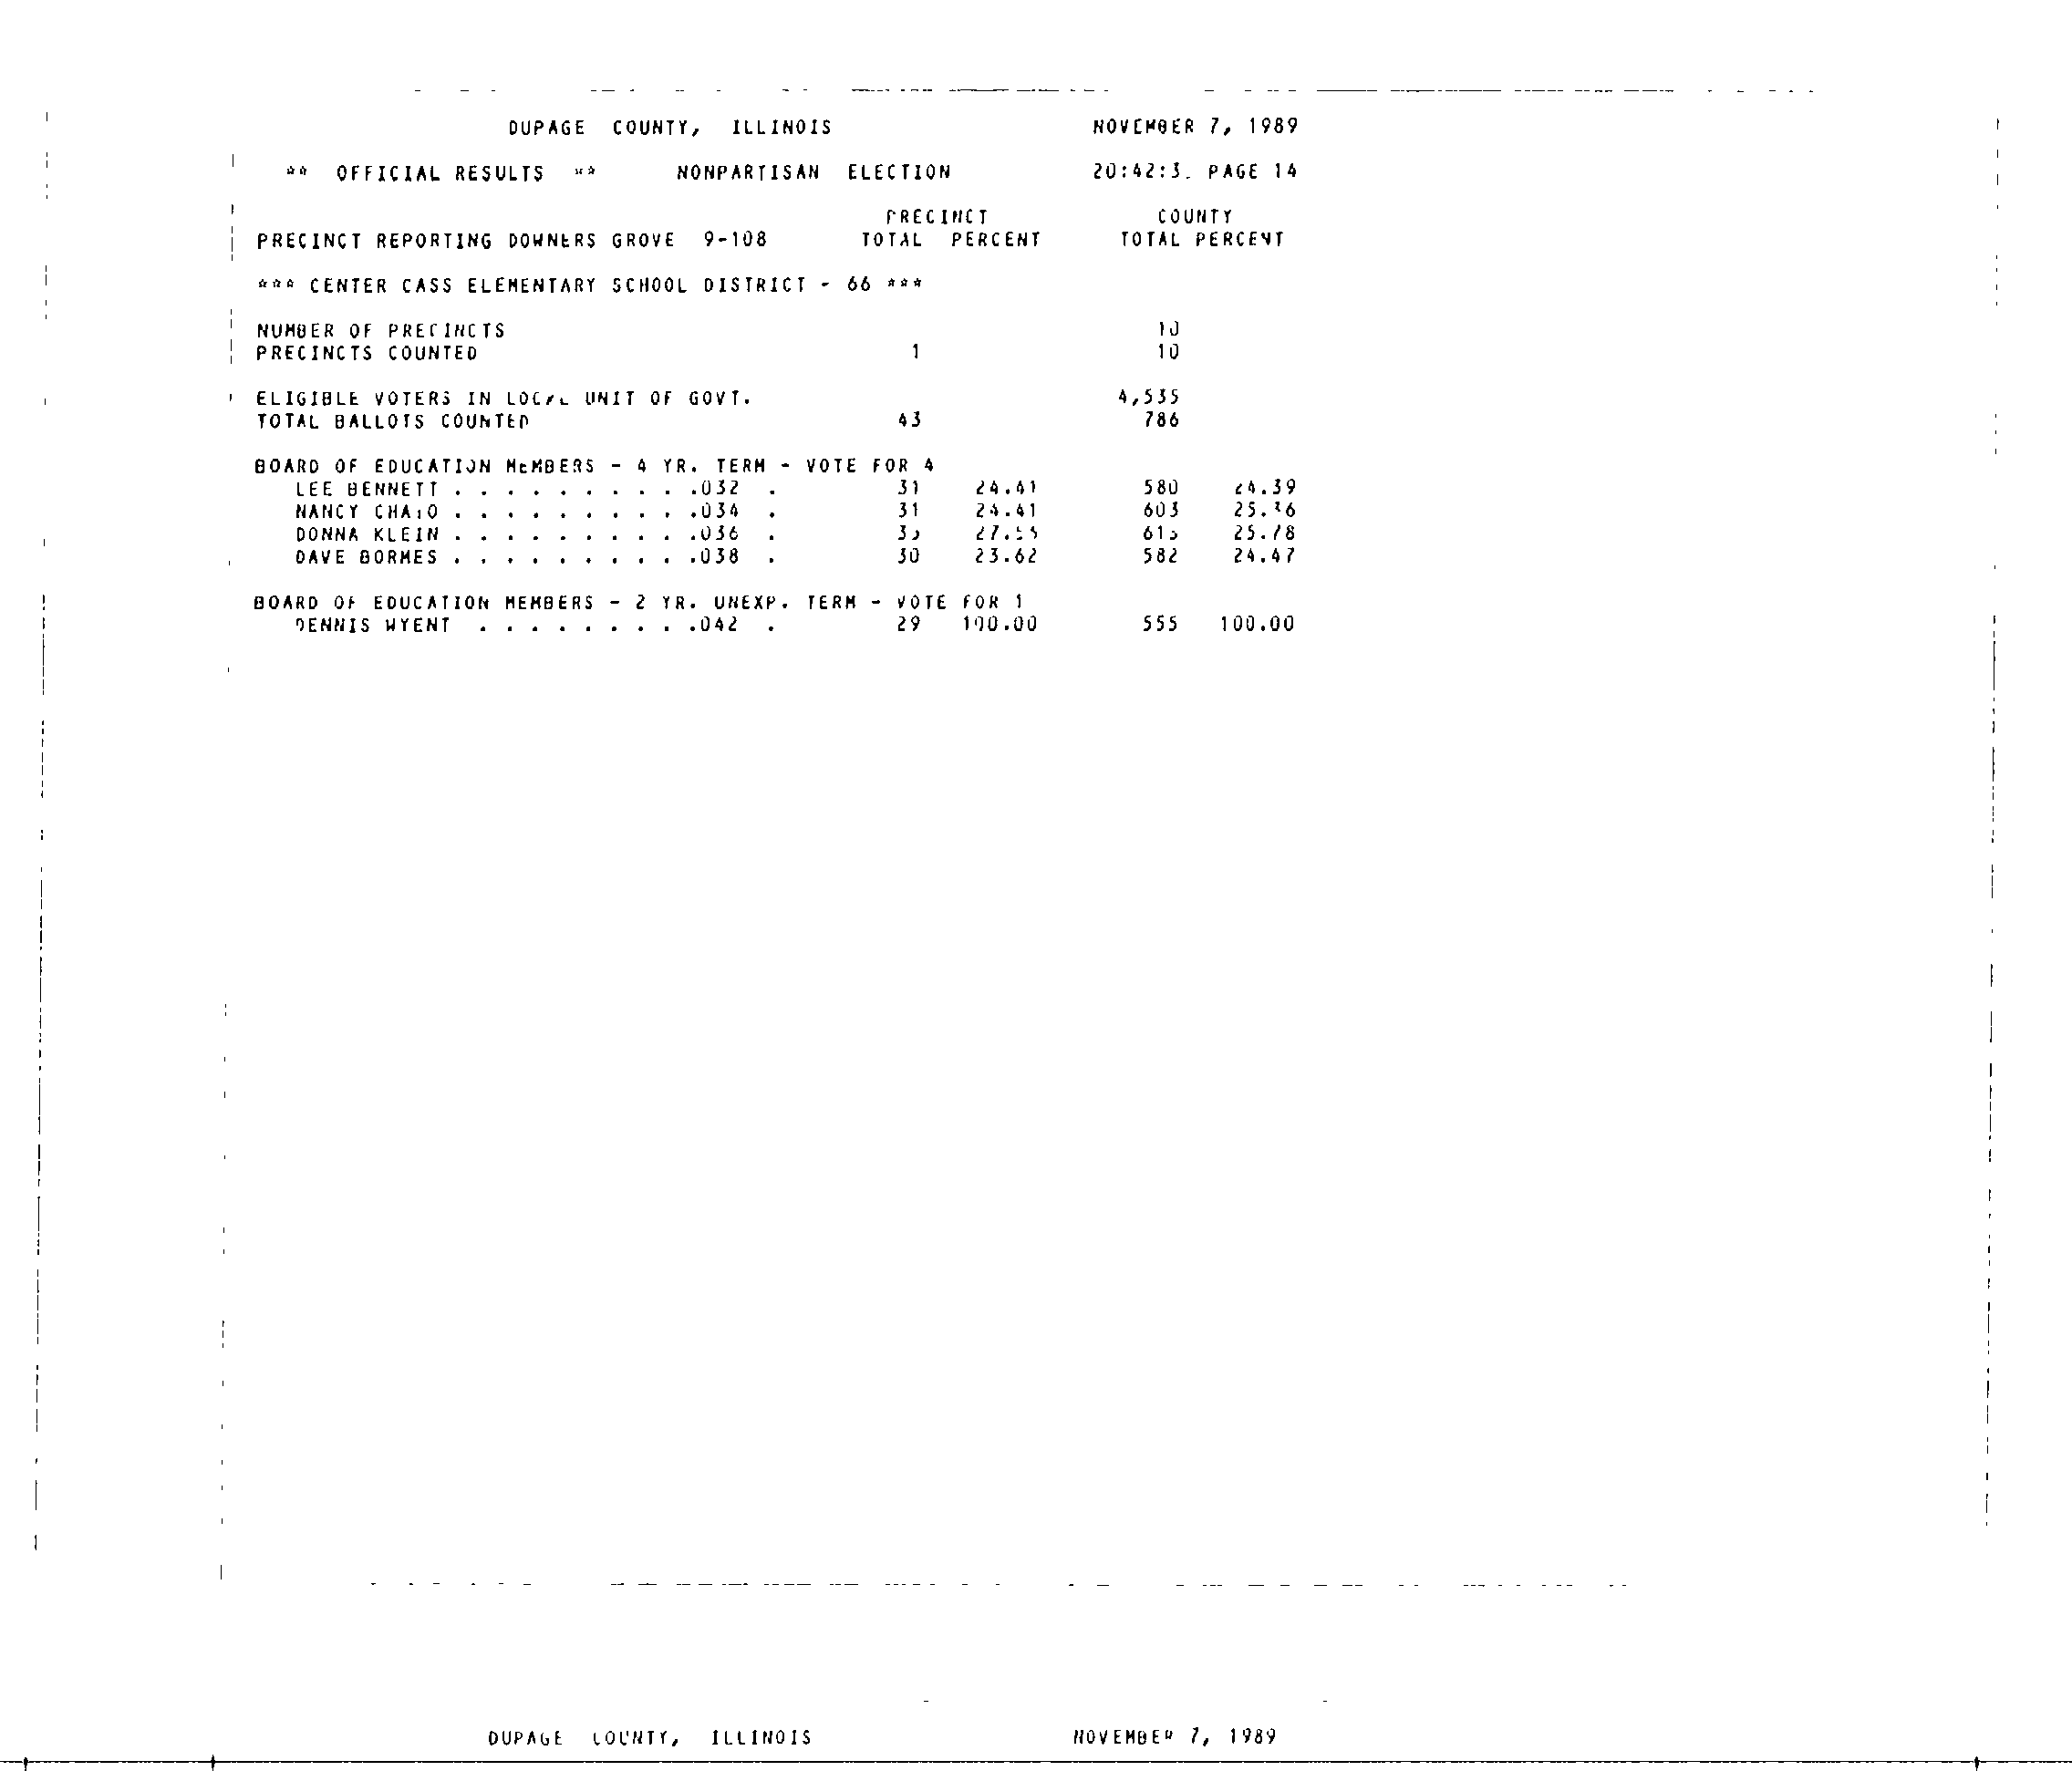 DUPAGE COUNTY, ILLINOIS NOVEMBER 7, 1989
** OFFICIAL RESULTS ** NONPARTISAN ELECTION 20:42:3. PAGE 14
PRECINCT COUNTY
PRECINCT REPORTING DOWNERS GROVE 9-108 TOTAL PERCENT TOTAL PERCENT
*** CENTER CASS ELEMENTARY SCHOOL DISTRICT - 66 ***
NUMBER OF PRECINCTS 10
PRECINCTS COUNTED 1 10
ELIGIBLE VOTERS IN LOCAL UNIT OF GOVT. 4,535
TOTAL BALLOTS COUNTED 43 786
BOARD OF EDUCATION MEMBERS - 4 YR. TERM - VOTE FOR 4
LEE BENNETT . . . . . . . . . .032 . 31 24.41 580 24.39
NANCY . . . . . . . . . .034 . 31 24.41 603 25.36
DONNA KLEIN . . . . . . . . . .036 . 35 27.56 613 25.78
DAVE BORMES . . . . . . . . . .038 . 30 23.62 582 24.47
BOARD OF EDUCATION MEMBERS - 2 YR. UNEXP. TERM - VOTE FOR 1
DENNIS WYENT . . . . . . . . .042 . 29 100.00 555 100.00
DUPAGE COUNTY, ILLINOIS NOVEMBER 7, 1989